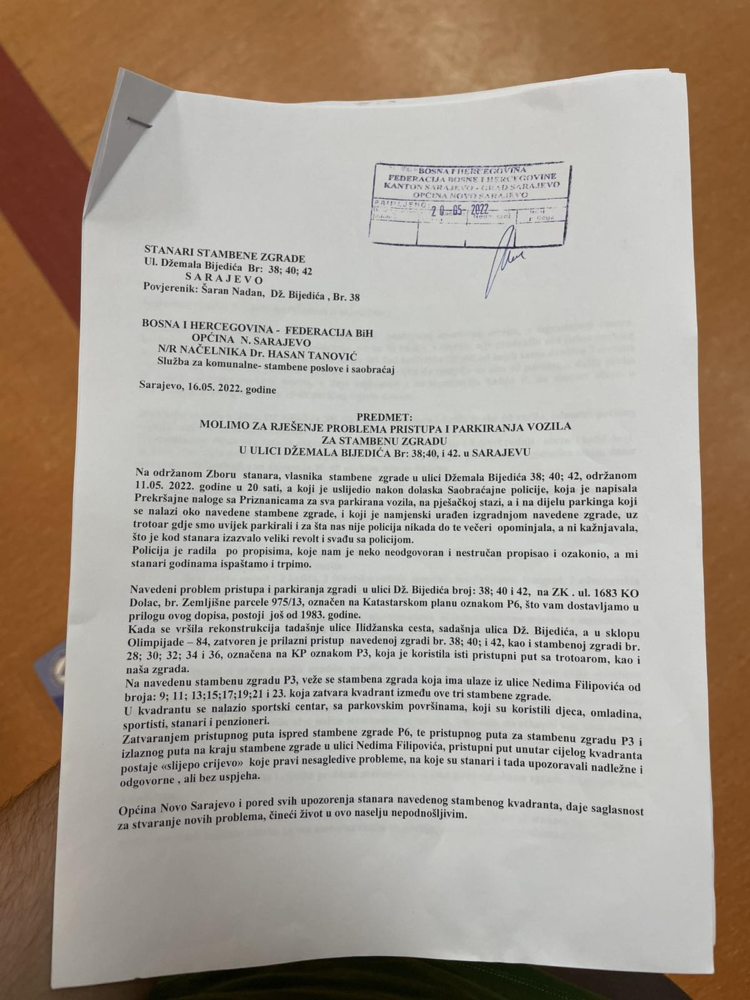 BOSNA I HERCEGOVINA
FEDERACIJA BOSNE I HERCEGOVINE
KANTON SARAJEVO - GRAD SARAJEVO
OPĆINA NOVO SARAJEVO
PRIMLJENO:
20-05-2022
STANARI STAMBENE ZGRADE
Ul. Džemala Bijedića Br: 38; 40; 42
S A R A J E V O
Povjerenik: Šaran Nadan, Dž. Bijedića , Br. 38
BOSNA I HERCEGOVINA - FEDERACIJA BiH
OPĆINA N. SARAJEVO
N/R NAČELNIKA Dr. HASAN TANOVIĆ
Služba za komunalne- stambene poslove i saobraćaj
Sarajevo, 16.05. 2022. godine
PREDMET:
MOLIMO ZA RJEŠENJE PROBLEMA PRISTUPA I PARKIRANJA VOZILA
ZA STAMBENU ZGRADU
U ULICI DŽEMALA BIJEDIĆA Br: 38;40, i 42. u SARAJEVU
Na održanom Zboru stanara, vlasnika stambene zgrade u ulici Džemala Bijedića 38; 40; 42, održanom
11.05. 2022. godine u 20 sati, a koji je uslijedio nakon dolaska Saobraćajne policije, koja je napisala
Prekršajne naloge sa Priznanicama za sva parkirana vozila, na pješačkoj stazi, a i na dijelu parkinga koji
se nalazi oko navedene stambene zgrade, i koji je namjenski urađen izgradnjom navedene zgrade, uz
trotoar gdje smo uvijek parkirali i za šta nas nije policija nikada do te večeri opominjala, a ni kažnjavala,
što je kod stanara izazvalo veliki revolt i svađu sa policijom.
Policija je radila po propisima, koje nam je neko neodgovoran i nestručan propisao i ozakonio, a mi
stanari godinama ispaštamo i trpimo.
Navedeni problem pristupa i parkiranja zgradi u ulici Dž. Bijedića broj: 38; 40 i 42, na ZK . ul. 1683 KO
Dolac, br. Zemljišne parcele 975/13, označen na Katastarskom planu oznakom P6, što vam dostavljamo u
prilogu ovog dopisa, postoji još od 1983. godine.
Kada se vršila rekonstrukcija tadašnje ulice Ilidžanska cesta, sadašnja ulica Dž. Bijedića, a u sklopu
Olimpijade – 84, zatvoren je prilazni pristup navedenoj zgradi br. 38; 40; i 42, kao i stambenoj zgradi br.
28; 30; 32; 34 i 36, označena na KP oznakom P3, koja je koristila isti pristupni put sa trotoarom, kao i
naša zgrada.
Na navedenu stambenu zgradu P3, veže se stambena zgrada koja ima ulaze iz ulice Nedima Filipovića od
broja: 9; 11; 13;15;17;19;21 i 23. koja zatvara kvadrant između ove tri stambene zgrade.
U kvadrantu se nalazio sportski centar, sa parkovskim površinama, koji su koristili djeca, omladina,
sportisti, stanari i penzioneri.
Zatvaranjem pristupnog puta ispred stambene zgrade P6, te pristupnog puta za stambenu zgradu P3 i
izlaznog puta na kraju stambene zgrade u ulici Nedima Filipovića, pristupni put unutar cijelog kvadranta
postaje «slijepo crijevo» koje pravi nesagledive probleme, na koje su stanari i tada upozoravali nadležne i
odgovorne , ali bez uspjeha.
Općina Novo Sarajevo i pored svih upozorenja stanara navedenog stambenog kvadranta, daje saglasnost
za stvaranje novih problema, čineći život u ovo naselju nepodnošljivim.